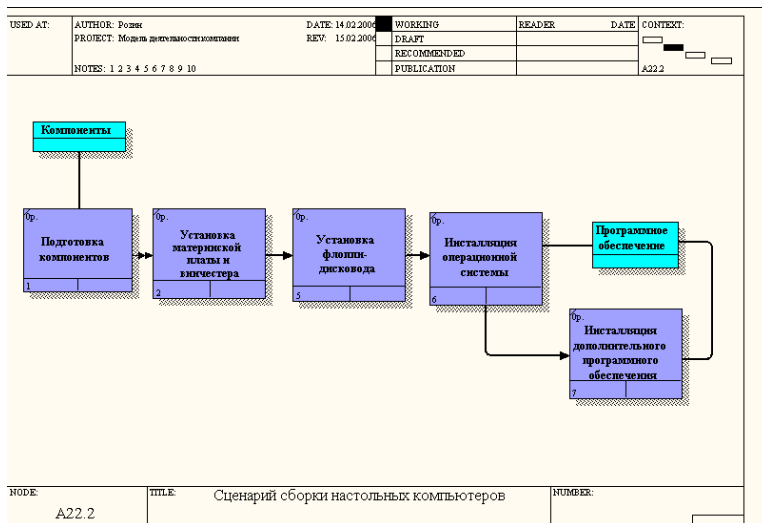 USED AT:
AUTHOR: Розин
DATE: 14.02.2006
WORKING
READER
DATE
CONTEXT:
PROJECT: Модель деятельности компании
REV: 15.02.2006
DRAFT
RECOMMENDED
NOTES: 1 2 3 4 5 6 7 8 9 10
PUBLICATION
A22.2
Компоненты
0р.
Подготовка
компонентов
1
0р.
Установка
материнской
платы и
винчестера
2
0р.
Установка
флоппи-
дисковода
5
0р.
Инсталляция
операционной
системы
6
Программное
обеспечение
0р.
Инсталляция
дополнительного
программного
обеспечения
7
NODE:
A22.2
TITLE:
Сценарий сборки настольных компьютеров
NUMBER: